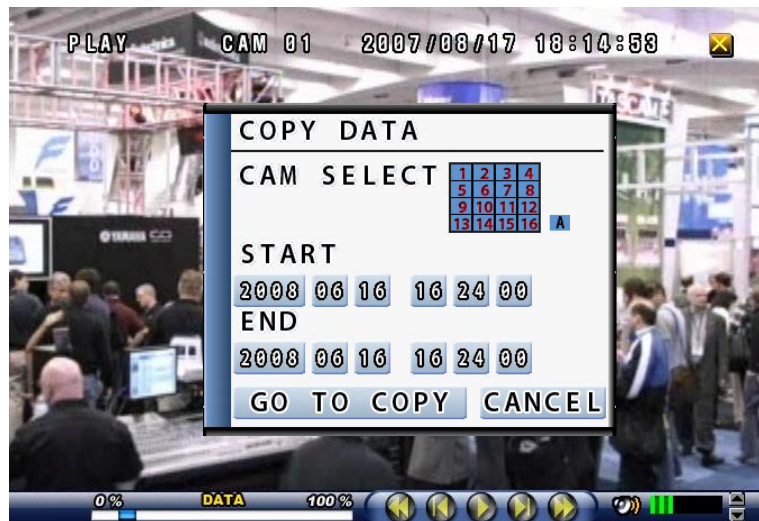 PLAY CAM 01 2007/08/17 18:14:53
COPY DATA
CAM SELECT
1 2 3 4
5 6 7 8
9 10 11 12
13 14 15 16 A
START
2008 06 16 16 24 00
END
2008 06 16 16 24 00
GO TO COPY CANCEL
YAMAHA
0% DATA 100%